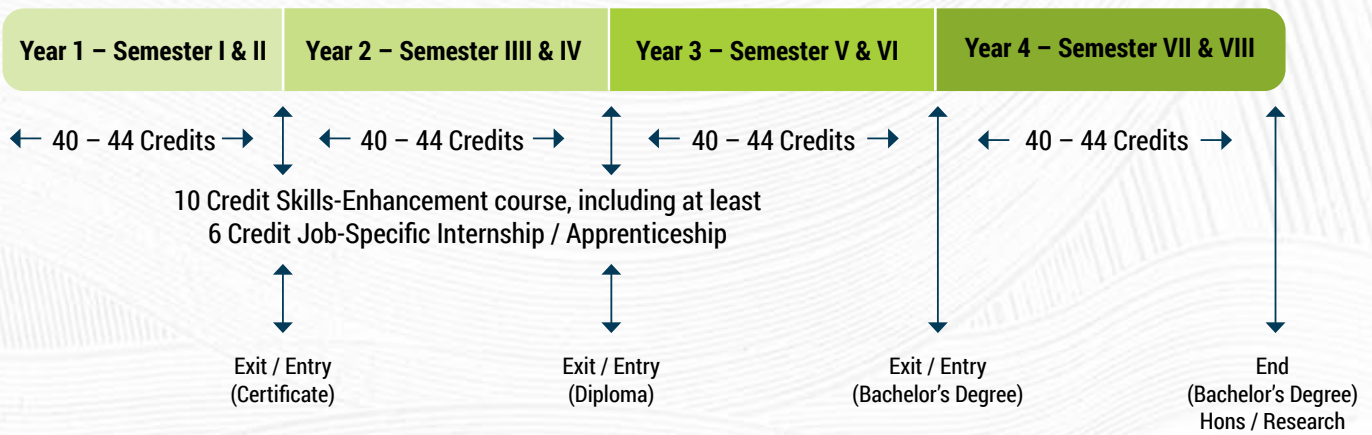 Year 1 – Semester I & II
Year 2 – Semester IIII & IV
Year 3 – Semester V & VI
Year 4 – Semester VII & VIII
40 – 44 Credits
40 – 44 Credits
40 – 44 Credits
40 – 44 Credits
10 Credit Skills-Enhancement course, including at least
6 Credit Job-Specific Internship / Apprenticeship
Exit / Entry
(Certificate)
Exit / Entry
(Diploma)
Exit / Entry
(Bachelor's Degree)
End
(Bachelor's Degree)
Hons / Research